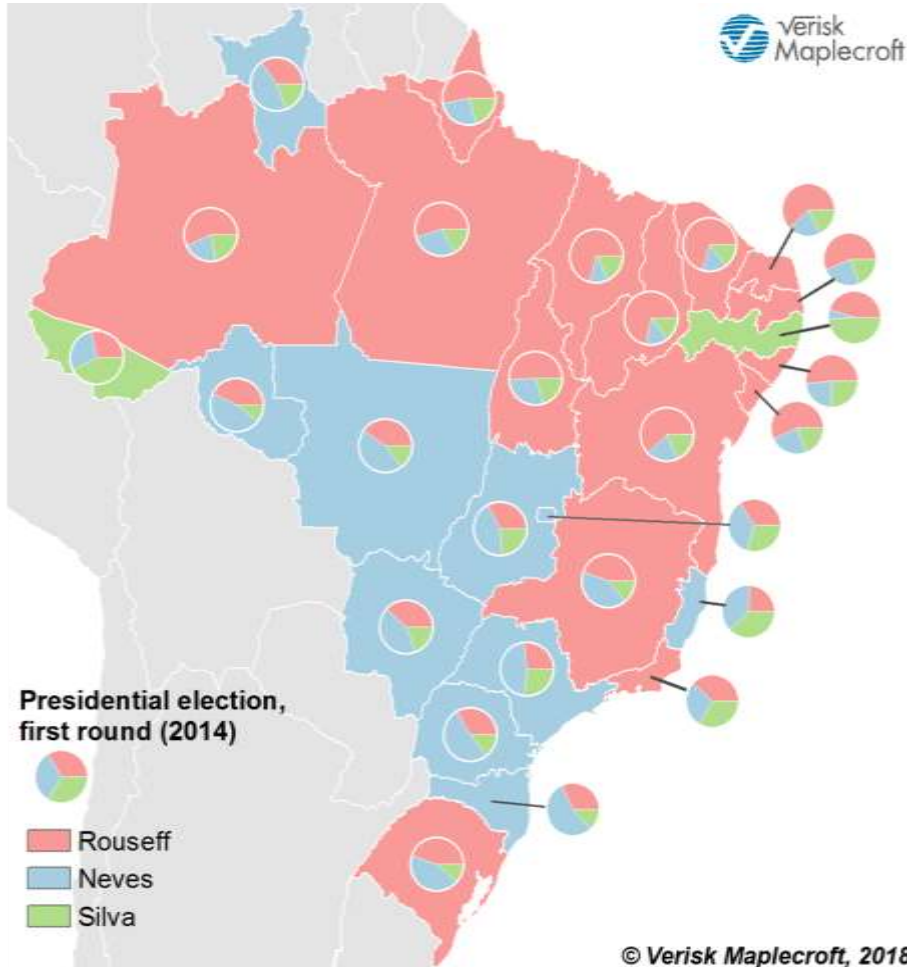 Verisk
Maplecroft
Presidential election,
first round (2014)
Rouseff
Neves
Silva
© Verisk Maplecroft, 2018